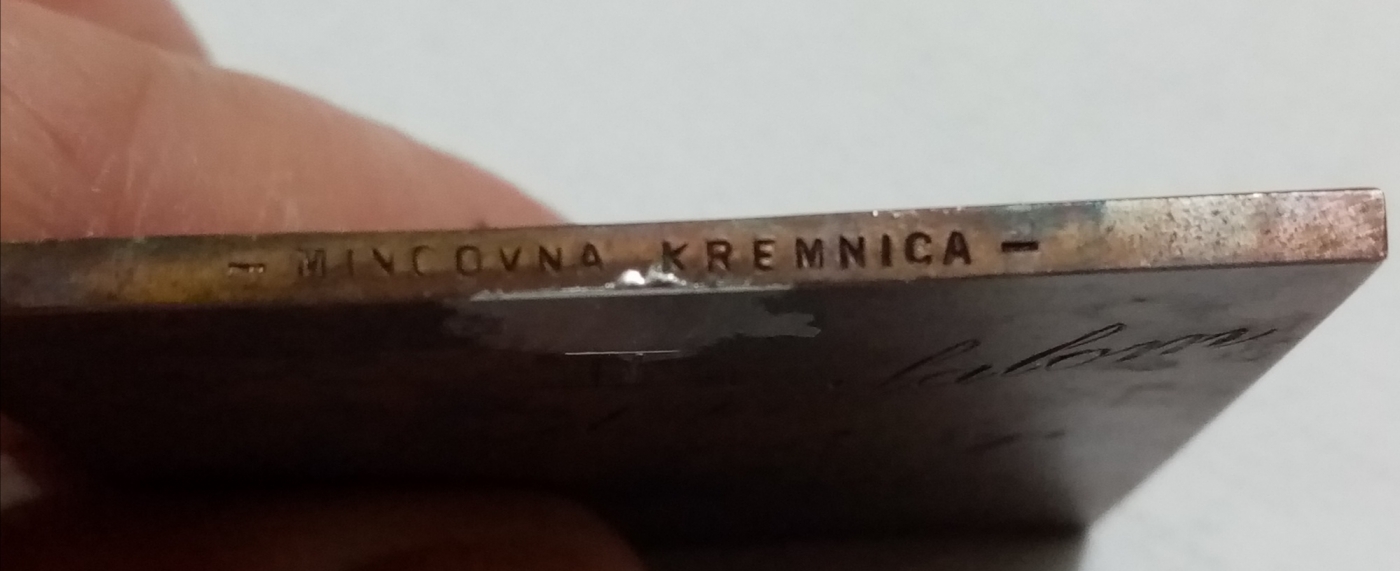 - MINCOVNA KREMNICA -